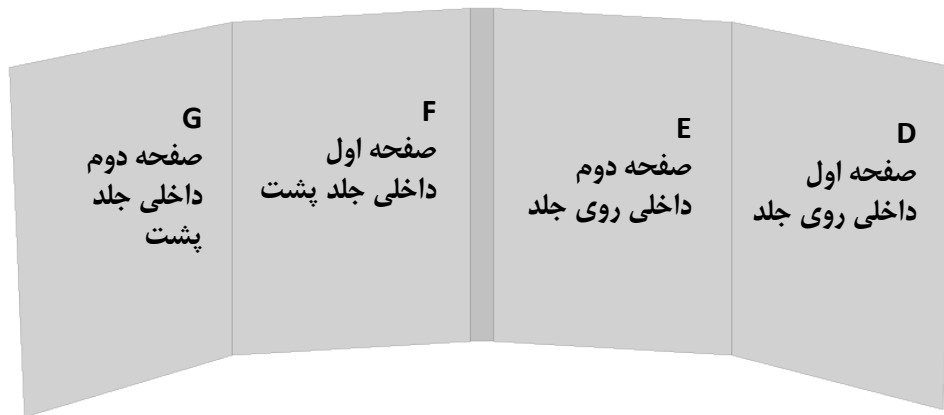 D
صفحه اول
داخلی روی جلد
E
صفحه دوم
داخلی روی جلد
F
صفحه اول
داخلی جلد پشت
G
صفحه دوم
داخلی جلد
پشت